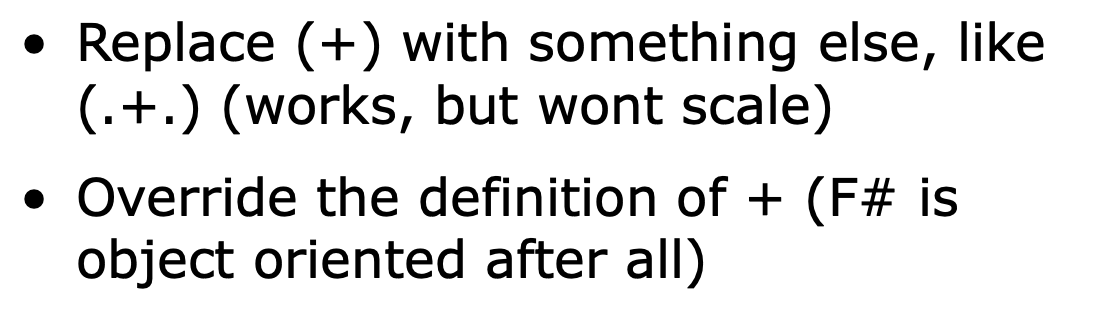 • Replace (+) with something else, like
(.+.) (works, but wont scale)
• Override the definition of + (F# is
object oriented after all)